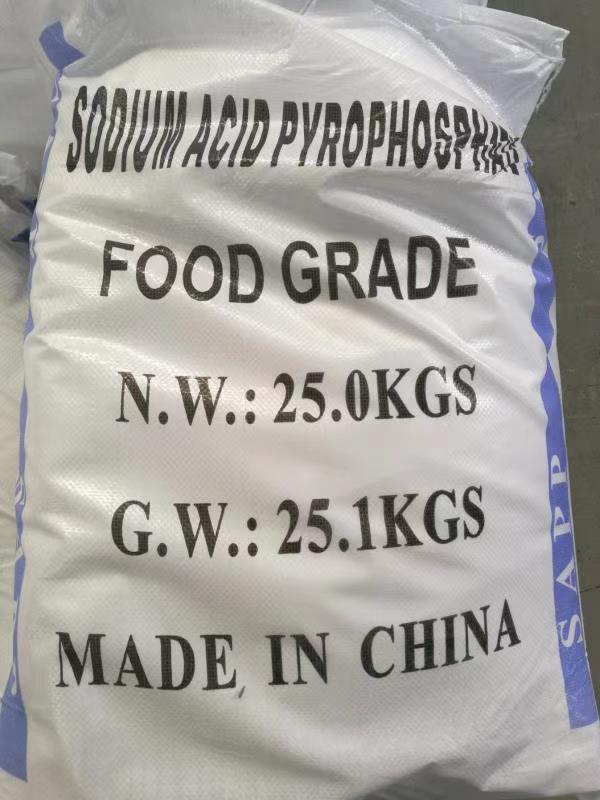 SODIUM ACID PYROPHOSPHATE
FOOD GRADE
N.W.: 25.0KGS
G.W.: 25.1KGS
MADE IN CHINA
SAPP